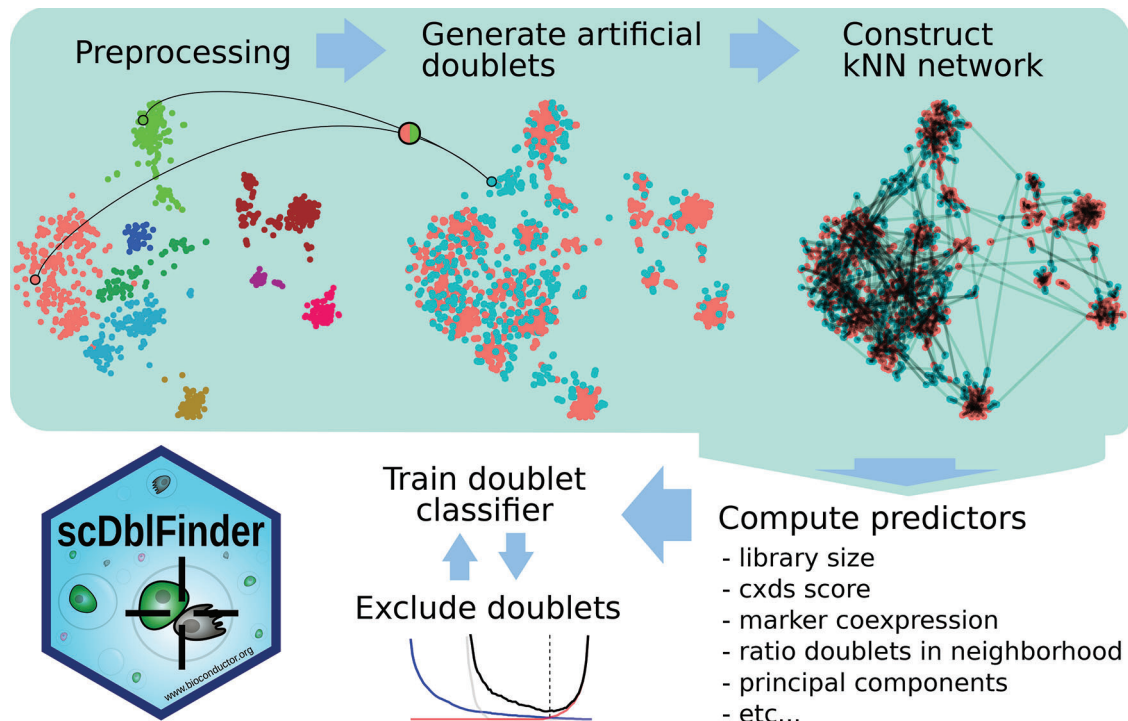 Preprocessing
Generate artificial
doublets
Construct
kNN network
Train doublet
classifier
Exclude doublets
Compute predictors
- library size
- cxds score
- marker coexpression
- ratio doublets in neighborhood
- principal components
- etc...
scDblFinder
www.bioconductor.org